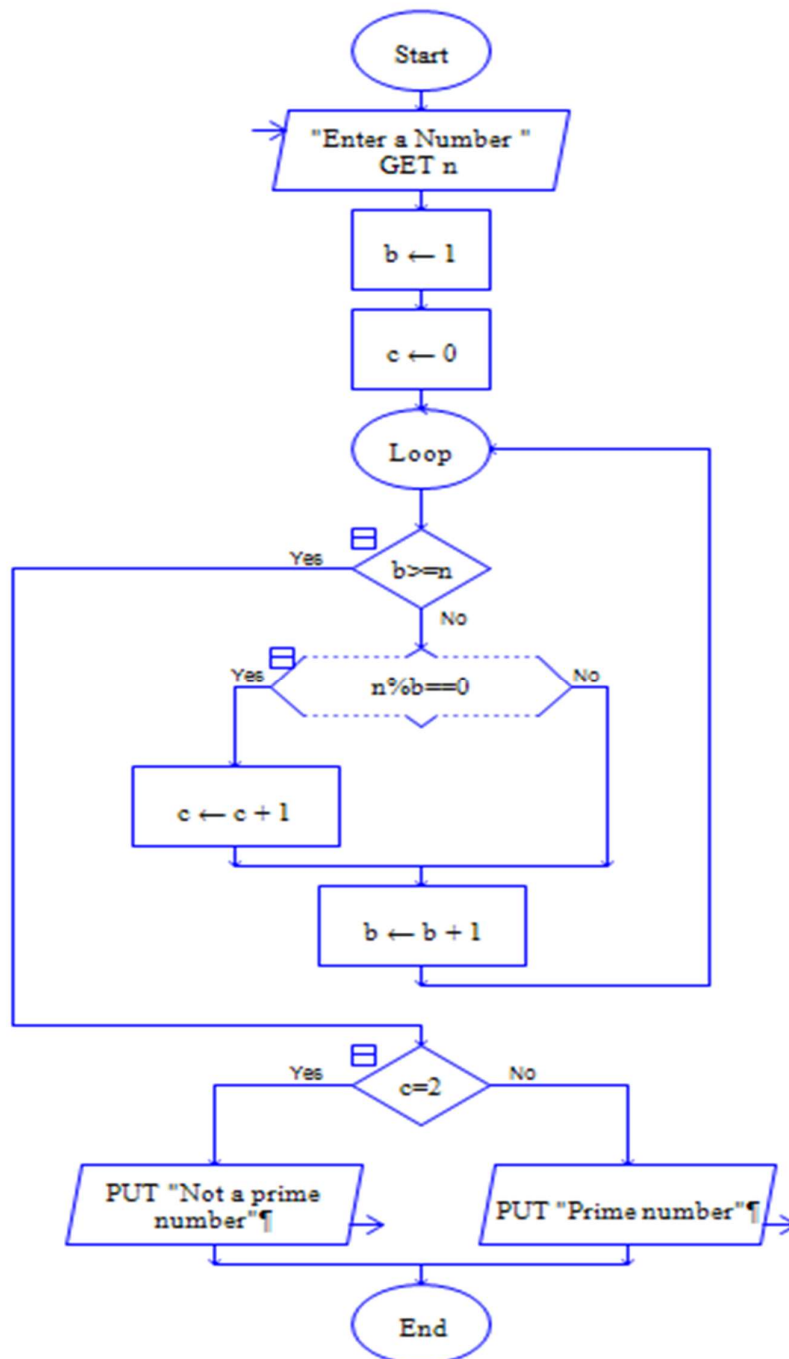 Start
"Enter a Number "
GET n
b ← 1
c ← 0
Loop
Yes
b>=n
No
Yes
n%b==0
No
c ← c + 1
b ← b + 1
Yes
c=2
No
PUT "Not a prime
number"¶
PUT "Prime number"¶
End